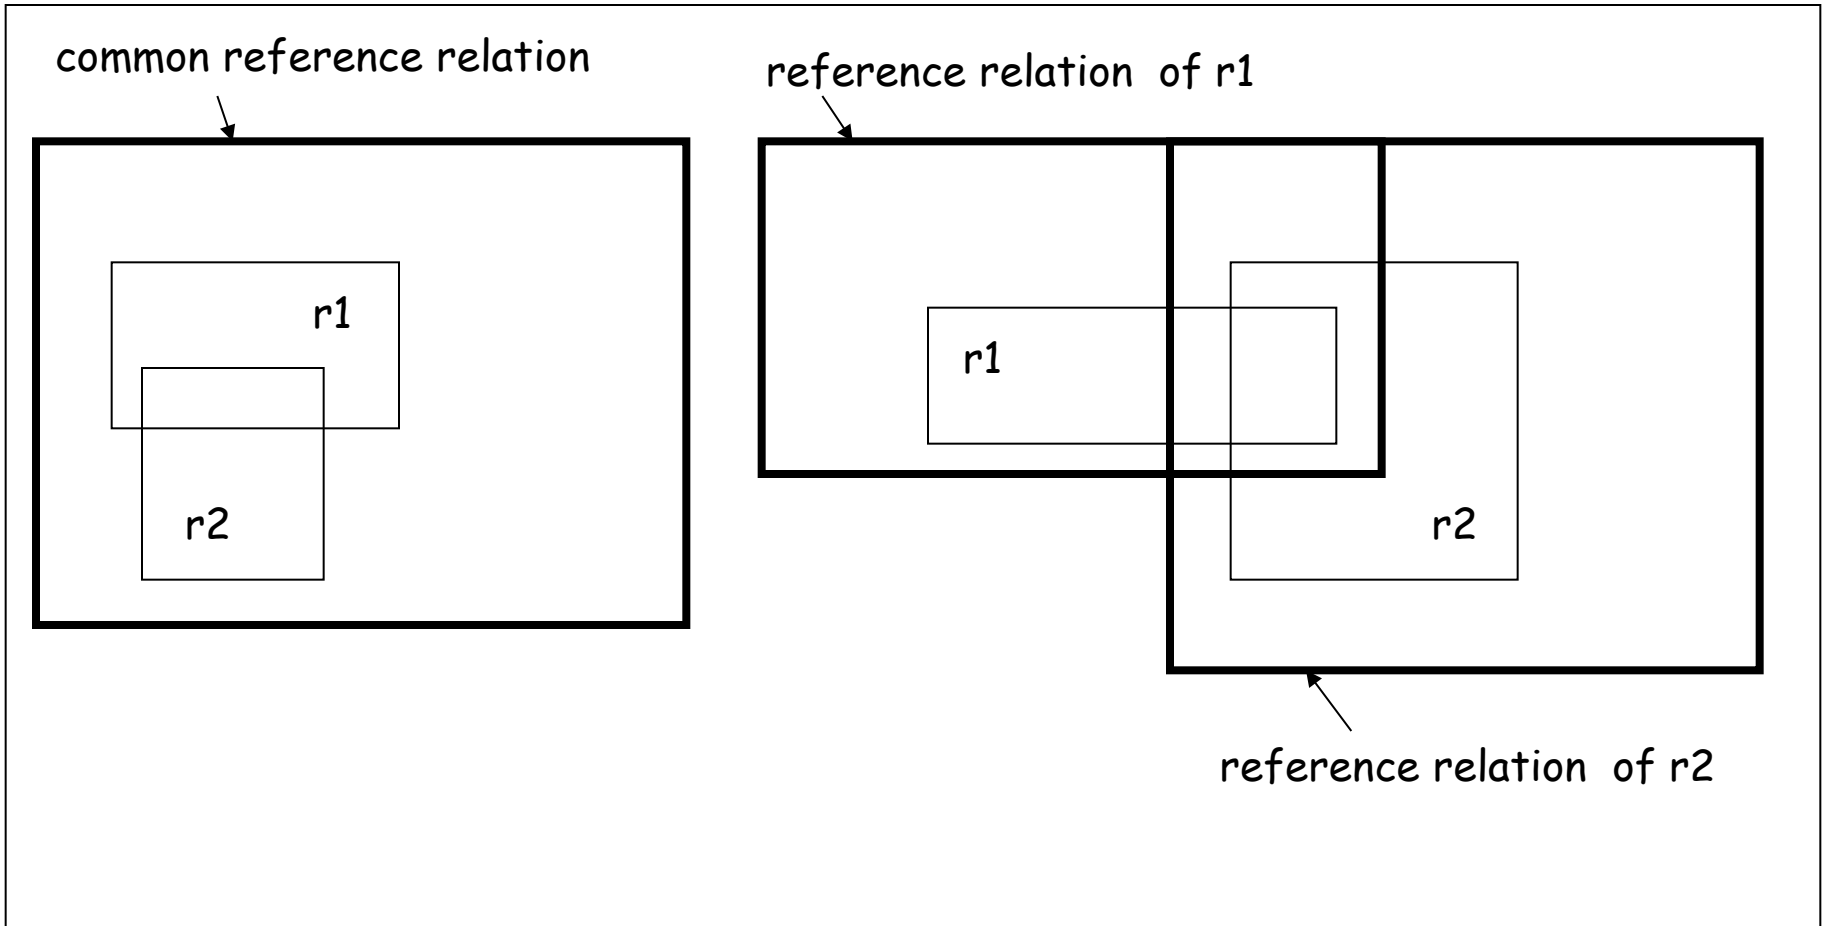 common reference relation
reference relation of r1
r1
r2
r1
r2
reference relation of r2